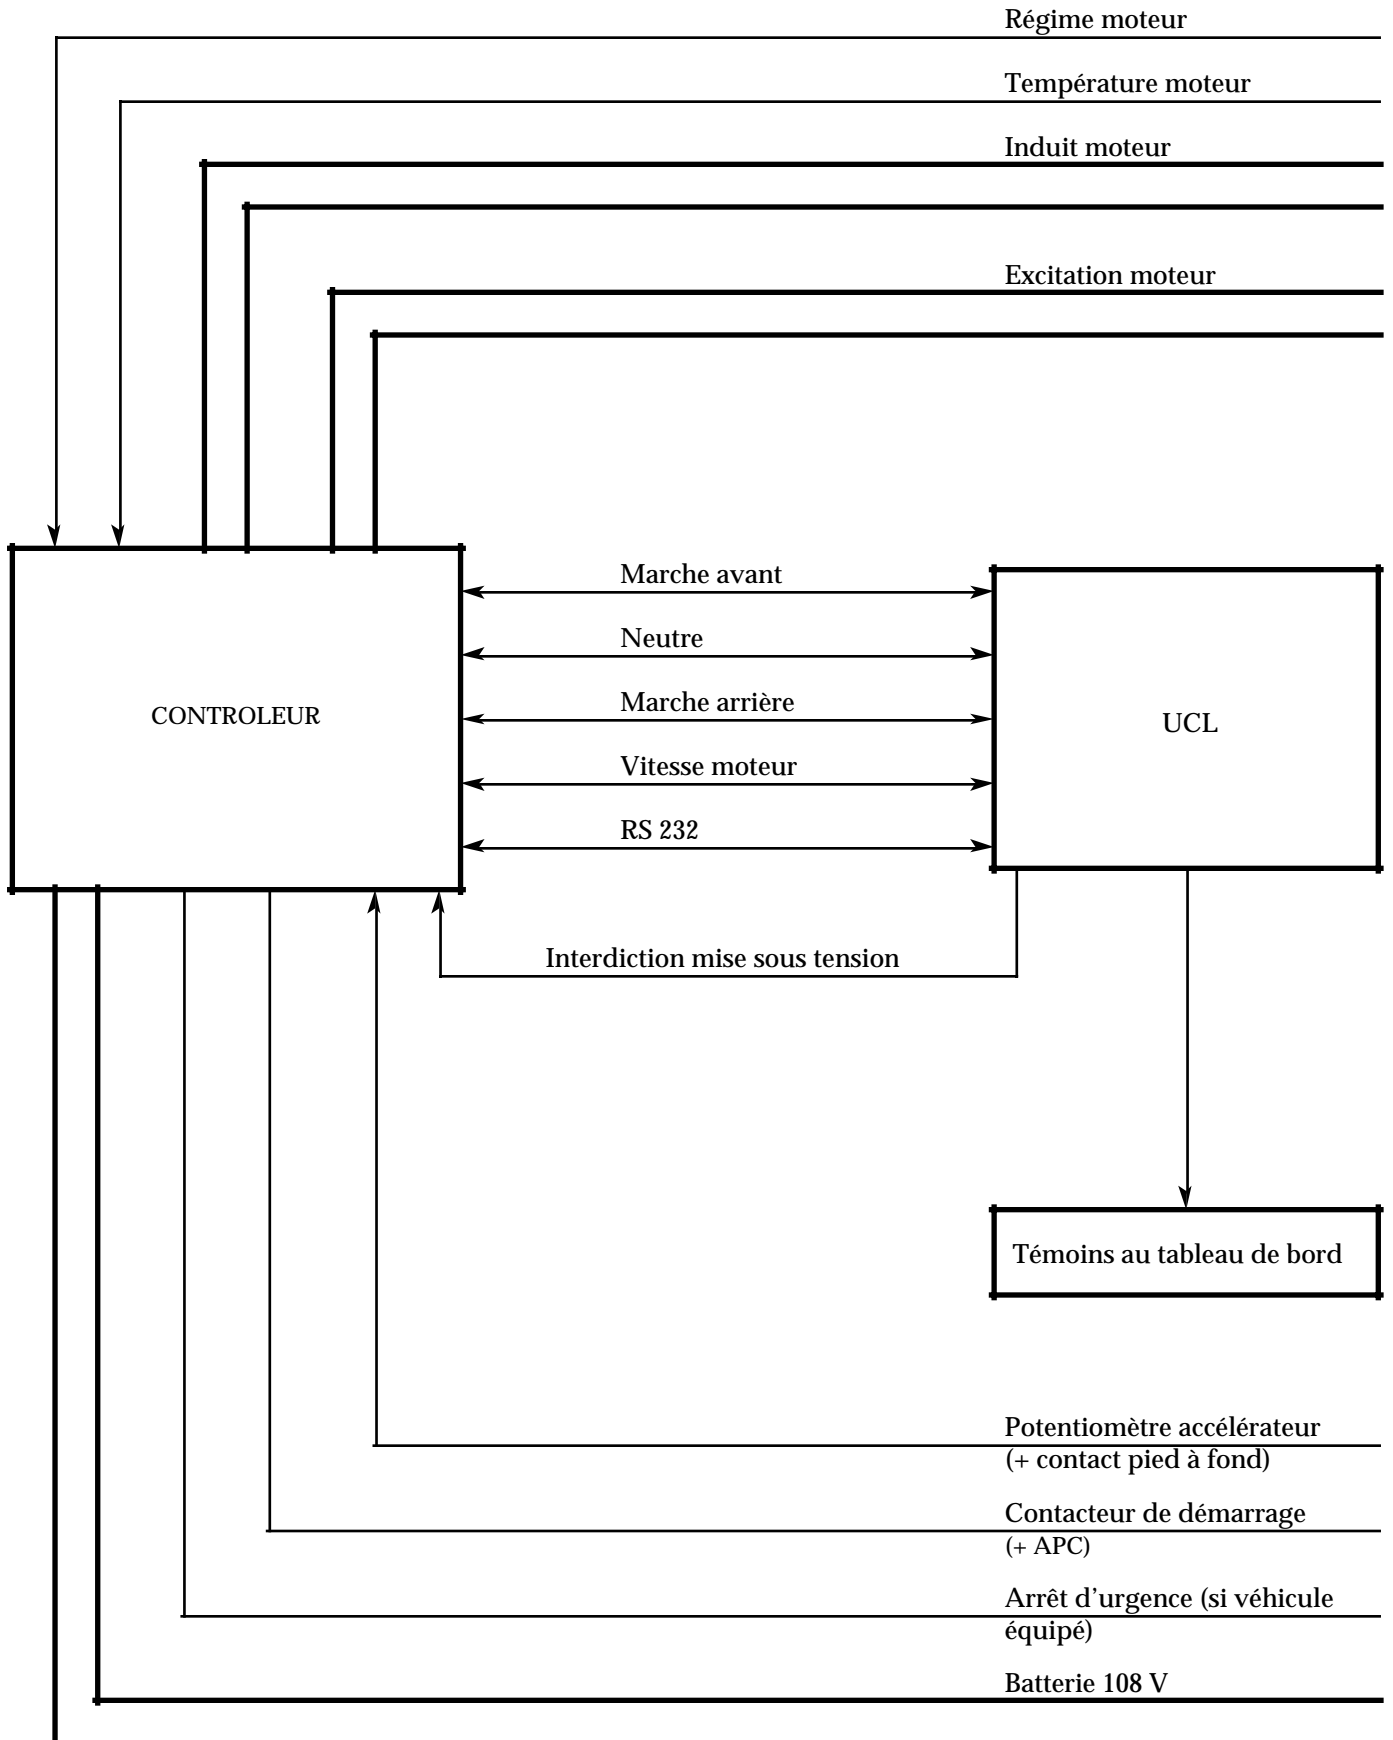 Régime moteur
Température moteur
Induit moteur
Excitation moteur
Marche avant
Neutre
Marche arrière
CONTROLEUR
UCL
Vitesse moteur
RS 232
Interdiction mise sous tension
Témoins au tableau de bord
Potentiomètre accélérateur
(+ contact pied à fond)
Contacteur de démarrage
(+ APC)
Arrêt d’urgence (si véhicule
équipé)
Batterie 108 V